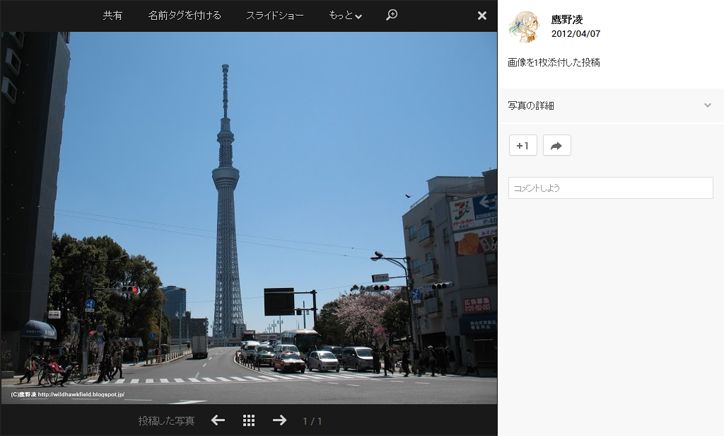 共有 名前タグを付ける スライドショー もっと
鷹野凌
2012/04/07
画像を1枚添付した投稿
写真の詳細
+1
コメントしよう
(C)鷹野凌 http://wildhawkfield.blogspot.jp/
投稿した写真 1 / 1